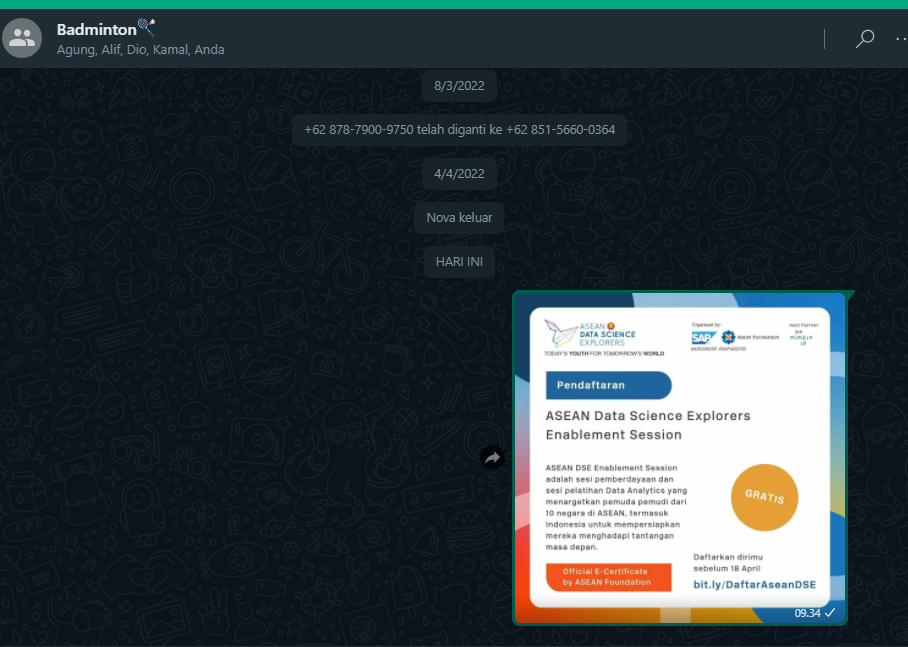 Badminton
Agung, Alif, Dio, Kamal, Anda
8/3/2022
+62 878-7900-9750 telah diganti ke +62 851-5660-0364
4/4/2022
Nova keluar
HARI INI
ASEAN
DATA SCIENCE
EXPLORERS
TODAY'S YOUTH FOR TOMORROW'S WORLD
Organised by:
SAP
ASEAN FOUNDATION
#ASEANDSE #SAP4GOOD
Host Partner:
pe
mimpin
.id
Pendaftaran
ASEAN Data Science Explorers
Enablement Session
ASEAN DSE Enablement Session
adalah sesi pemberdayaan dan
sesi pelatihan Data Analytics yang
menargetkan pemuda pemudi dari
10 negara di ASEAN, termasuk
Indonesia untuk mempersiapkan
mereka menghadapi tantangan
masa depan.
GRATIS
Official E-Certificate
by ASEAN Foundation
Daftarkan dirimu
sebelum 18 April
bit.ly/DaftarAseanDSE
09.34